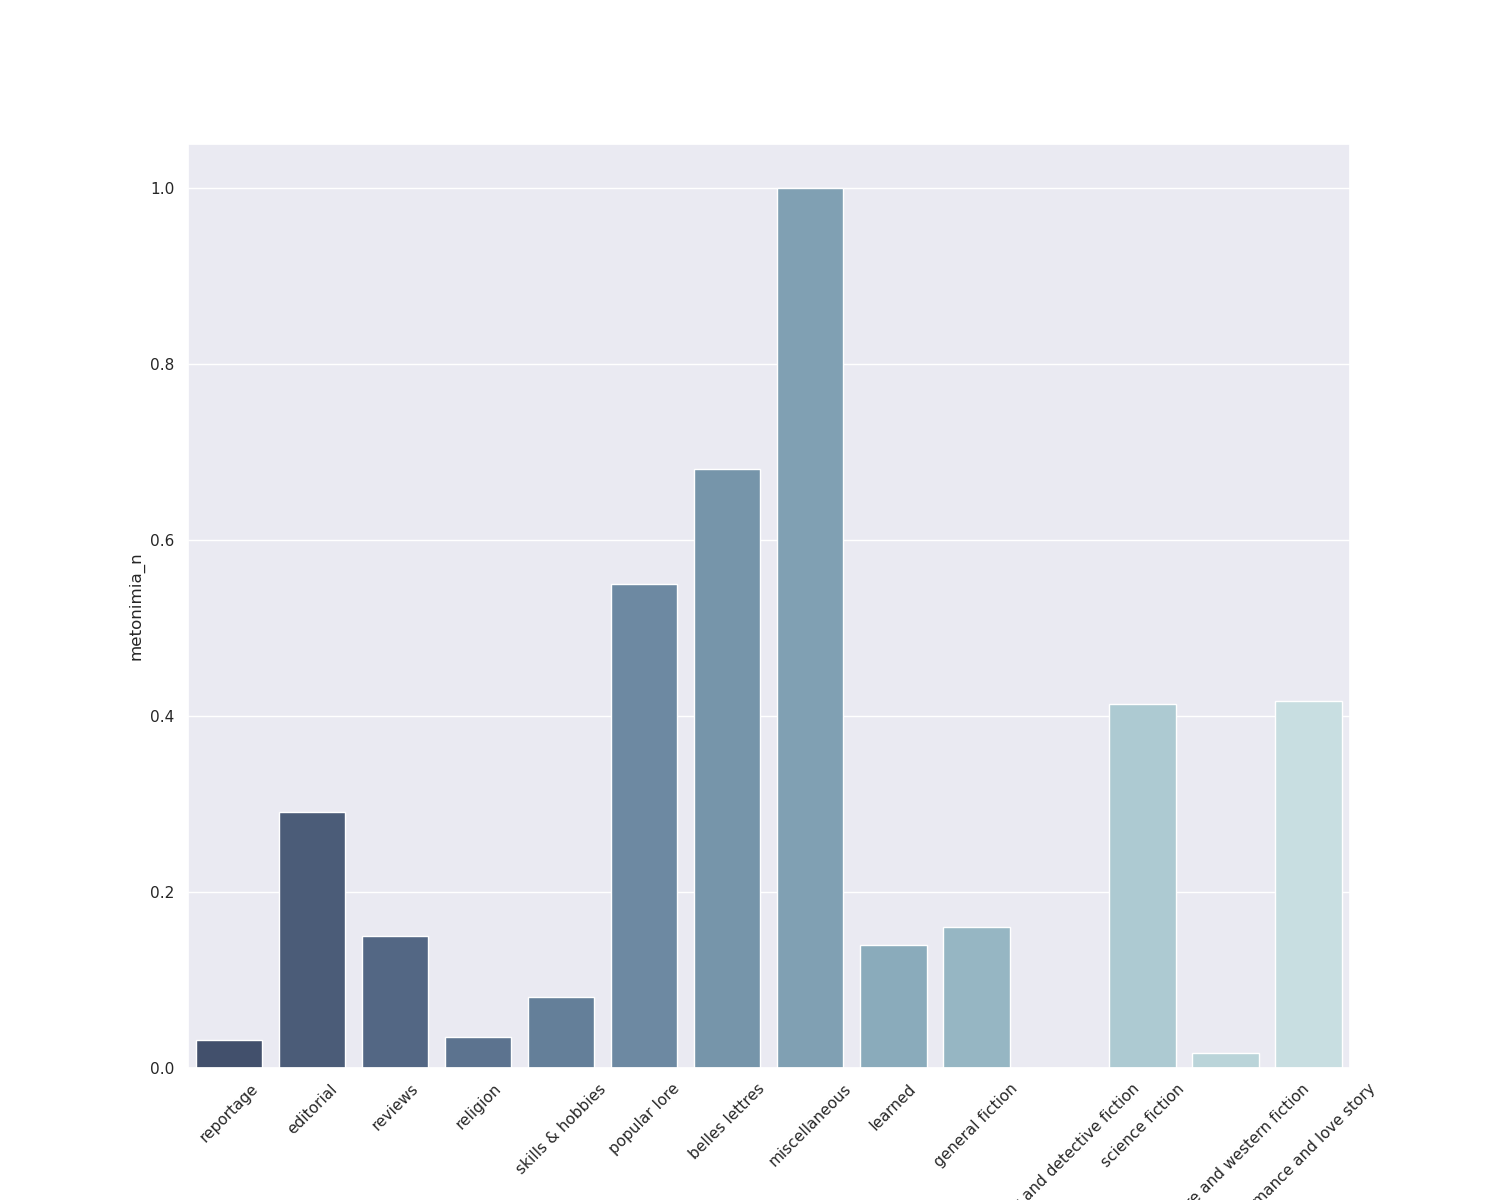 1.0
0.8
0.6
0.4
0.2
0.0
metonimia_n
reportage
editorial
reviews
religion
skills & hobbies
popular lore
belles lettres
miscellaneous
learned
general fiction
and detective fiction
science fiction
and western fiction
and love story